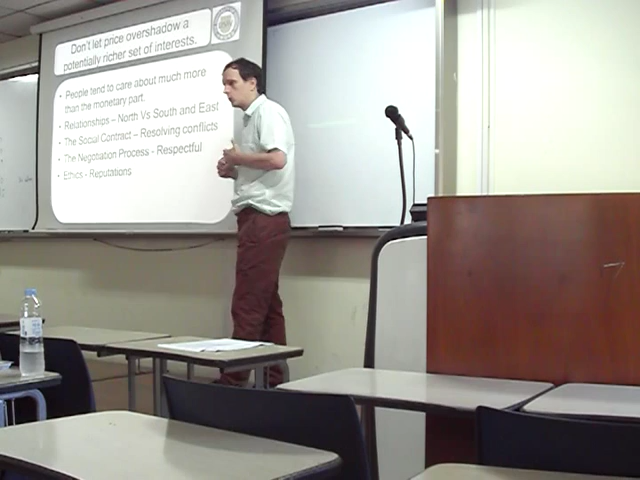 Don't let price overshadow a
potentially richer set of interests.
• People tend to care about much more
than the monetary part.
• Relationships – North Vs South and East
• The Social Contract – Resolving conflicts
• The Negotiation Process - Respectful
• Ethics - Reputations